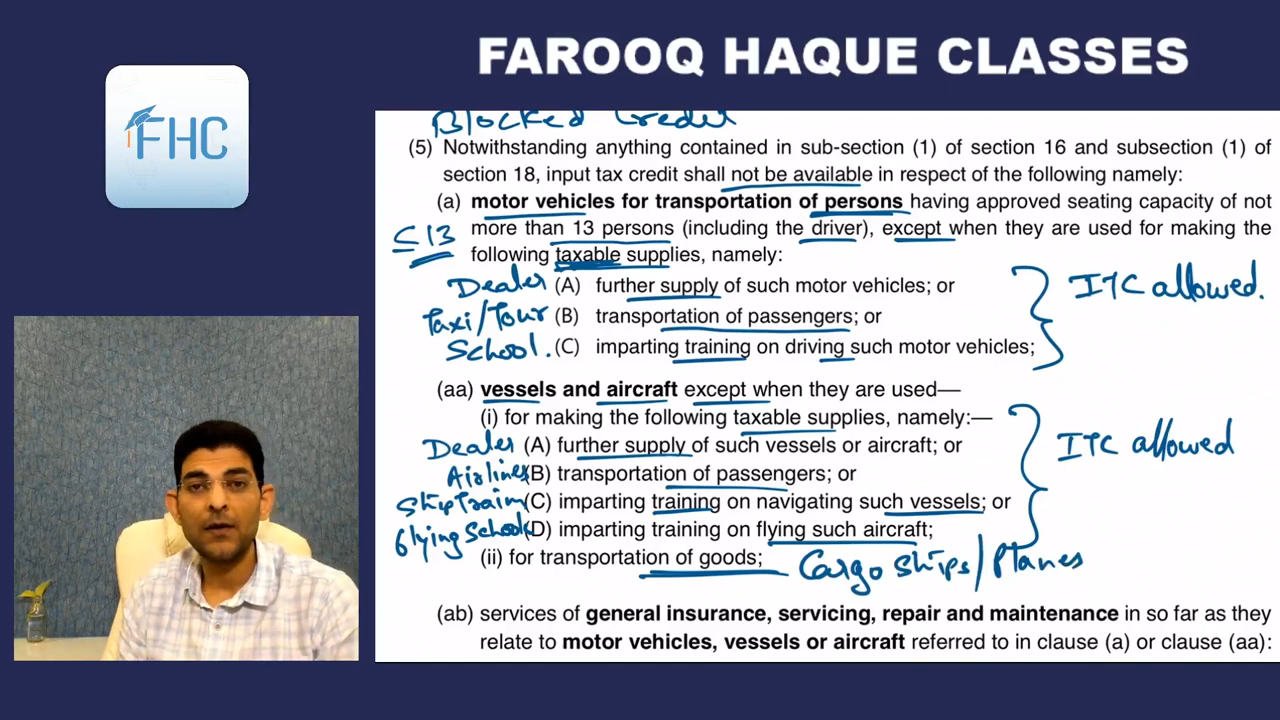 FAROOQ HAQUE CLASSES
FHC
Blocked Credit
(5) Notwithstanding anything contained in sub-section (1) of section 16 and subsection (1) of
section 18, input tax credit shall not be available in respect of the following namely:
(a) motor vehicles for transportation of persons having approved seating capacity of not
≤13 more than 13 persons (including the driver), except when they are used for making the
following taxable supplies, namely:
Dealer (A) further supply of such motor vehicles; or
Taxi/Tour (B) transportation of passengers; or
School. (C) imparting training on driving such motor vehicles;
ITC allowed.
(aa) vessels and aircraft except when they are used—
(i) for making the following taxable supplies, namely:—
Dealer (A) further supply of such vessels or aircraft; or
ITC allowed
Airlines (B) transportation of passengers; or
Ship Train (C) imparting training on navigating such vessels; or
Flying School (D) imparting training on flying such aircraft;
(ii) for transportation of goods; Cargo Ships/Planes
(ab) services of general insurance, servicing, repair and maintenance in so far as they
relate to motor vehicles, vessels or aircraft referred to in clause (a) or clause (aa):